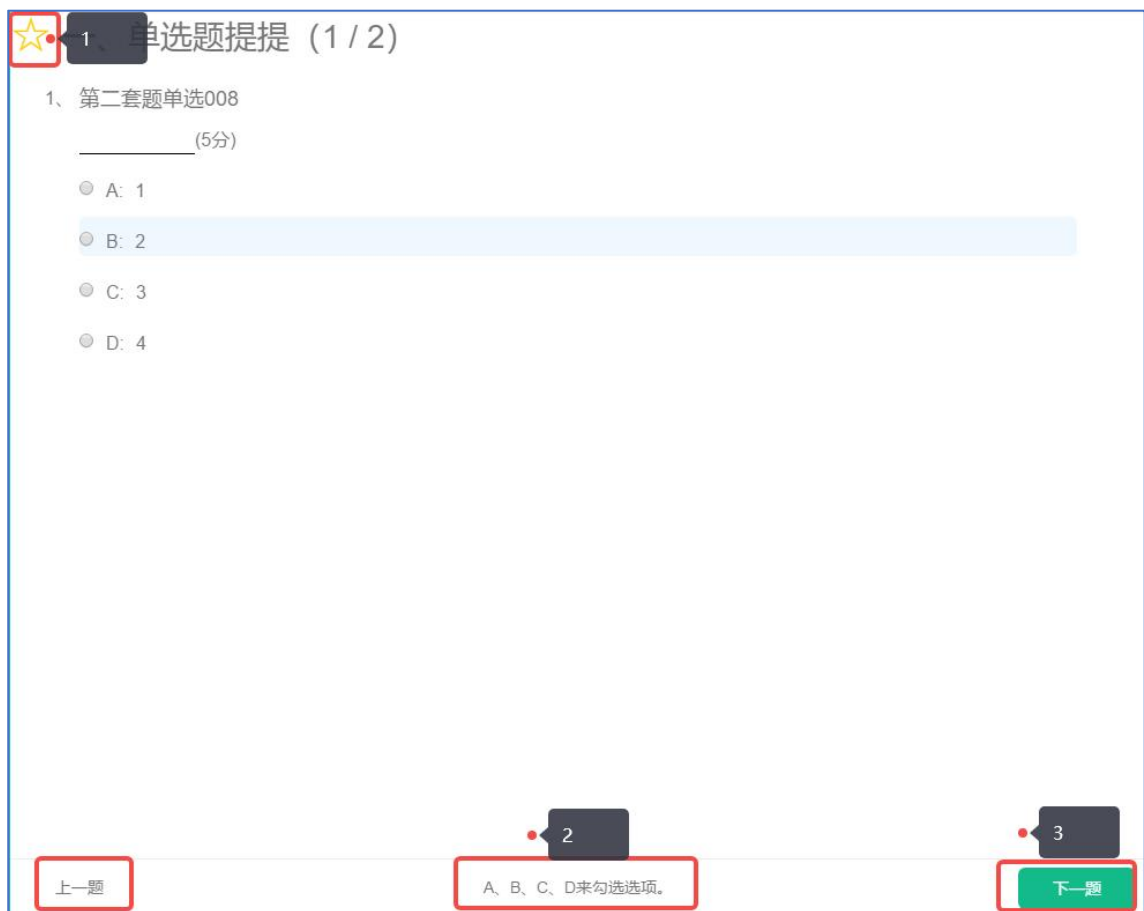 1
一、单选题提提（1 / 2）
1、 第二套题单选008
__________(5分)
A: 1
B: 2
C: 3
D: 4
2
3
上一题
A、B、C、D来勾选选项。
下一题